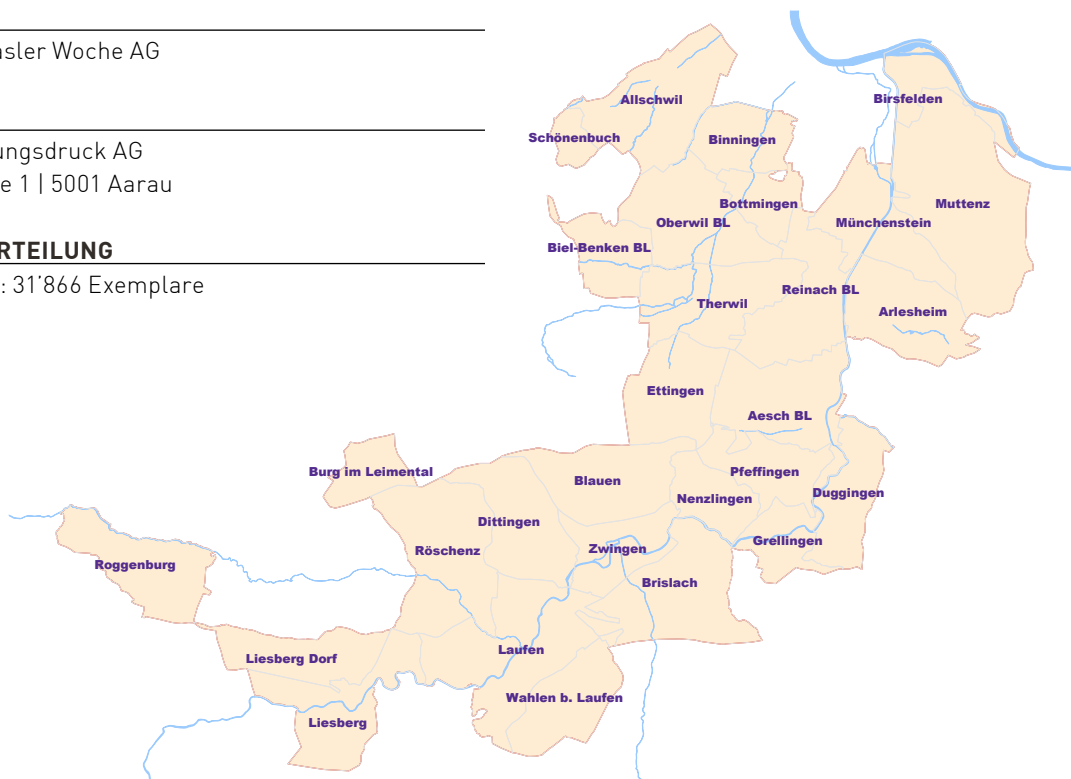 asler Woche AG
ungsdruck AG
e 1 | 5001 Aarau
RTEILUNG
: 31'866 Exemplare
Allschwil
Birsfelden
Schönenbuch
Binningen
Bottmingen
Muttenz
Oberwil BL
Münchenstein
Biel-Benken BL
Reinach BL
Therwil
Arlesheim
Ettingen
Aesch BL
Burg im Leimental
Pfeffingen
Blauen
Duggingen
Nenzlingen
Dittingen
Grellingen
Zwingen
Röschenz
Roggenburg
Brislach
Laufen
Liesberg Dorf
Wahlen b. Laufen
Liesberg